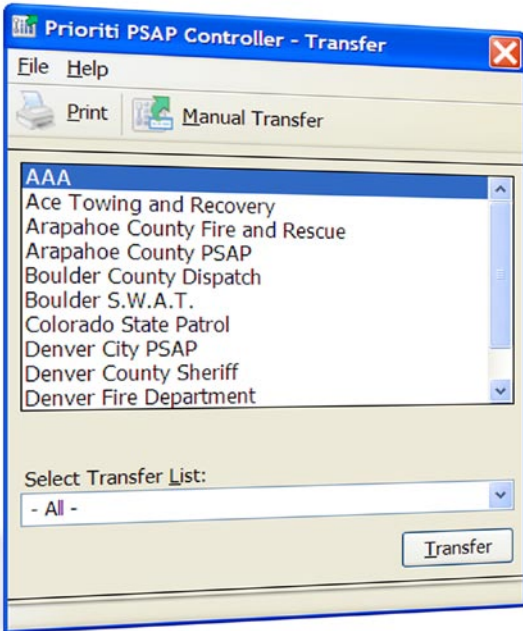 Prioriti PSAP Controller - Transfer
File Help
Print Manual Transfer
AAA
Ace Towing and Recovery
Arapahoe County Fire and Rescue
Arapahoe County PSAP
Boulder County Dispatch
Boulder S.W.A.T.
Colorado State Patrol
Denver City PSAP
Denver County Sheriff
Denver Fire Department
Select Transfer List:
- All -
Transfer